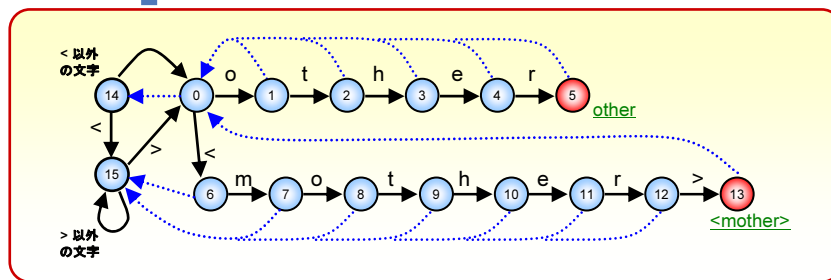 < 以外
の文字
o t h e r
14 0 1 2 3 4 5
other
< > <
15
m o t h e r >
6 7 8 9 10 11 12 13
<mother>
> 以外
の文字